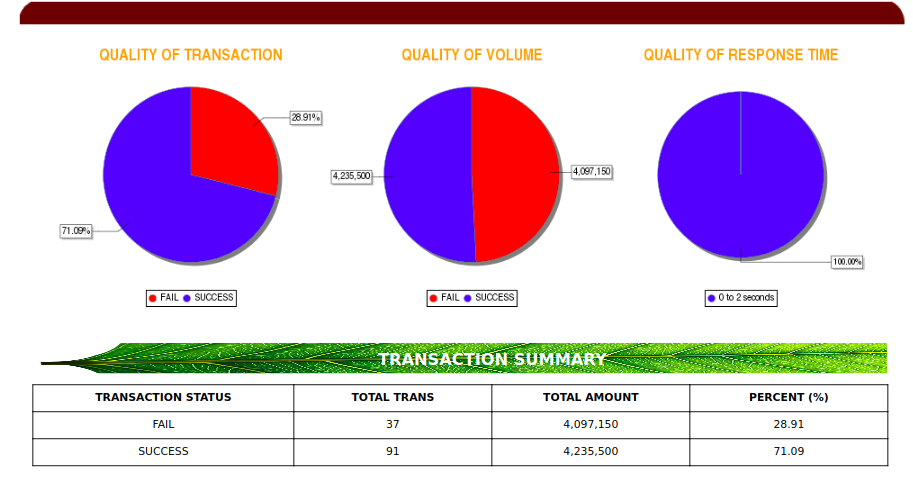 QUALITY OF TRANSACTION
QUALITY OF VOLUME
QUALITY OF RESPONSE TIME
28.91%
71.09%
4,235,500
4,097,150
100.00%
FAIL SUCCESS
FAIL SUCCESS
0 to 2 seconds
TRANSACTION SUMMARY
TRANSACTION STATUS TOTAL TRANS TOTAL AMOUNT PERCENT (%)
FAIL 37 4,097,150 28.91
SUCCESS 91 4,235,500 71.09